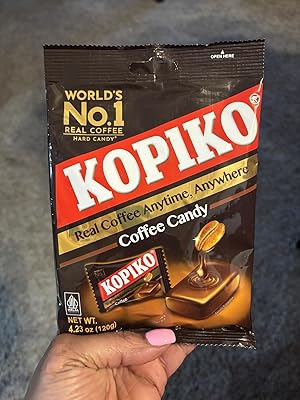 OPEN HERE
WORLD'S
No.1
REAL COFFEE
HARD CANDY*
KOPIKO
Real Coffee Anytime, Anywhere
Coffee Candy
KOPIKO
NET WT.
4.23 oz (120g)